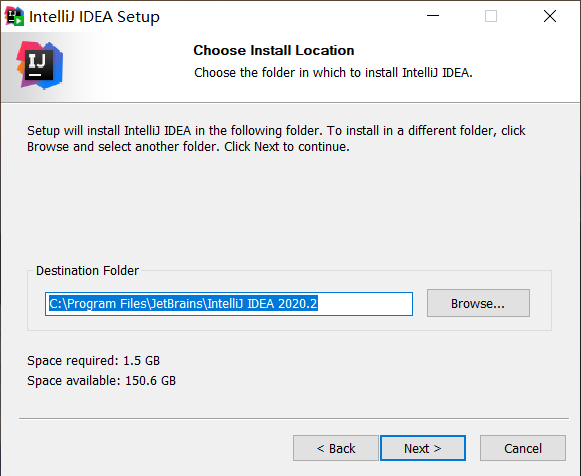 IntelliJ IDEA Setup
IJ
Choose Install Location
Choose the folder in which to install IntelliJ IDEA.
Setup will install IntelliJ IDEA in the following folder. To install in a different folder, click
Browse and select another folder. Click Next to continue.
Destination Folder
C:\Program Files\JetBrains\IntelliJ IDEA 2020.2
Browse...
Space required: 1.5 GB
Space available: 150.6 GB
< Back
Next >
Cancel